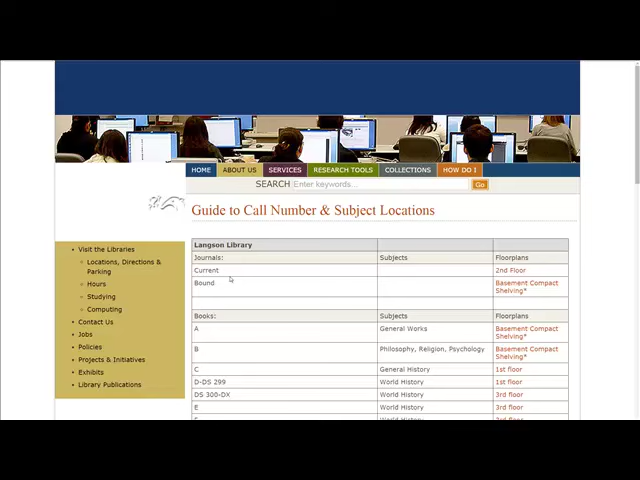 HOME ABOUT US SERVICES RESEARCH TOOLS COLLECTIONS HOW DO I
SEARCH Enter keywords... Go
Guide to Call Number & Subject Locations
Visit the Libraries
Locations, Directions &
Parking
Hours
Studying
Computing
Contact Us
Jobs
Policies
Projects & Initiatives
Exhibits
Library Publications
Langson Library
Journals: Subjects Floorplans
Current 2nd Floor
Bound Basement Compact
Shelving*
Books: Subjects Floorplans
A General Works Basement Compact
Shelving*
B Philosophy, Religion, Psychology Basement Compact
Shelving*
C General History 1st floor
D-DS 299 World History 1st floor
DS 300-DX World History 3rd floor
E World History 3rd floor